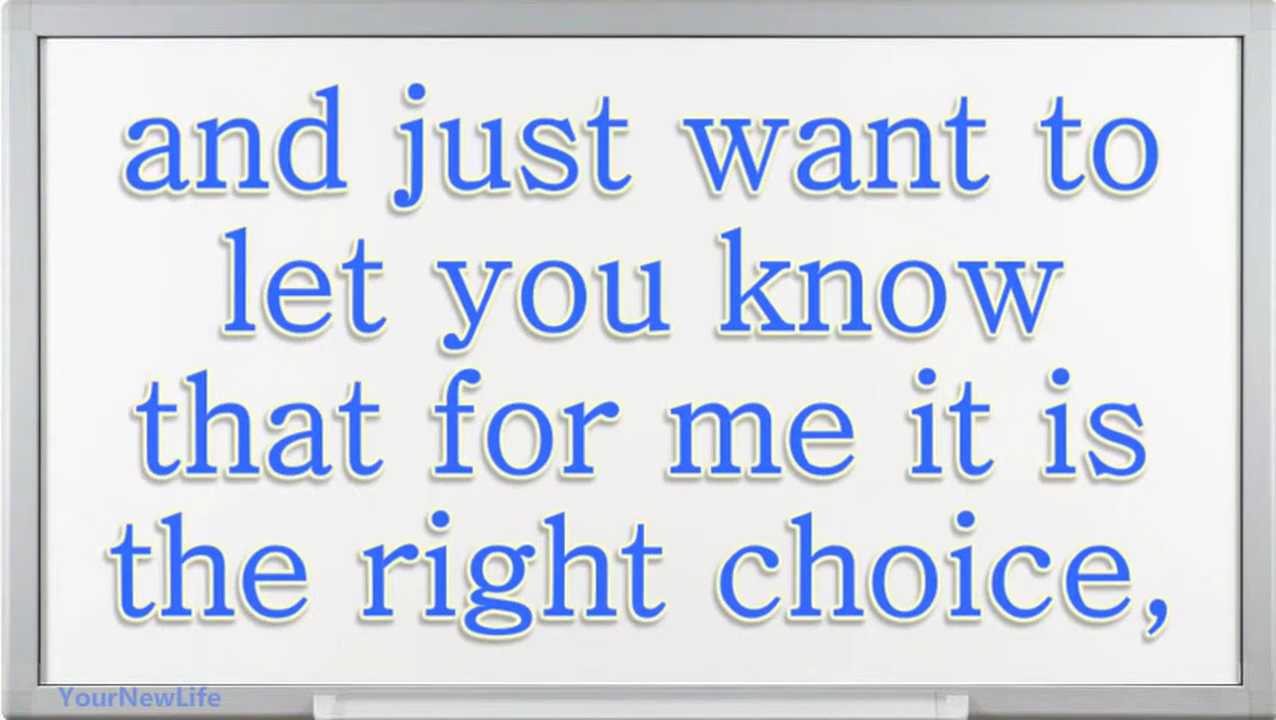 and just want to
let you know
that for me it is
the right choice,
YourNewLife